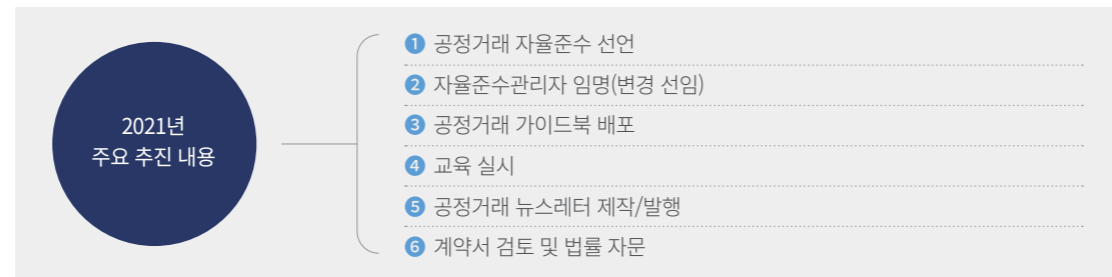 2021년
주요 추진 내용
1 공정거래 자율준수 선언
2 자율준수관리자 임명(변경 선임)
3 공정거래 가이드북 배포
4 교육 실시
5 공정거래 뉴스레터 제작/발행
6 계약서 검토 및 법률 자문